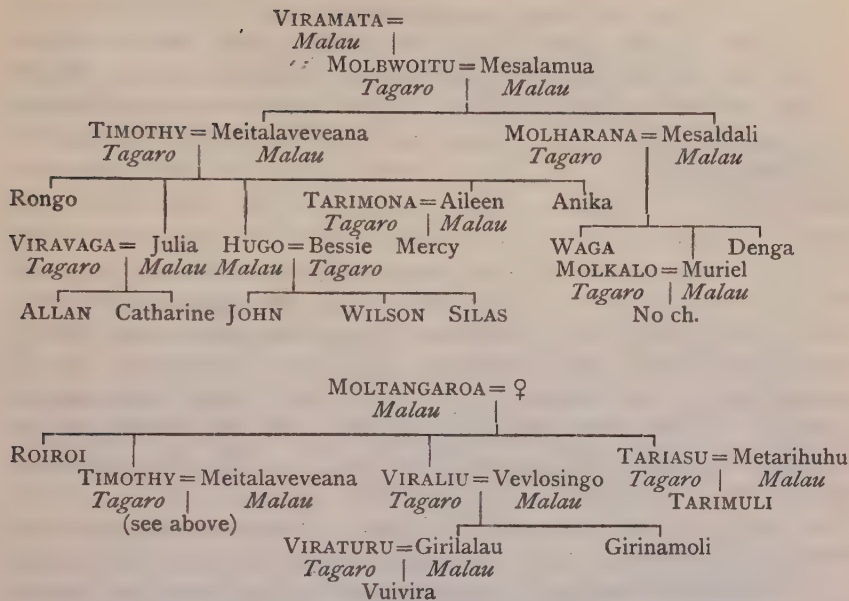 VIRAMATA =
Malau
MOLBWOITU = Mesalamua
Tagaro Malau
TIMOTHY = Meitalaveveana MOLHARANA = Mesaldali
Tagaro Malau Tagaro Malau
Rongo TARIMONA = Aileen Anika
Tagaro Malau
VIRAVAGA = Julia HUGO = Bessie Mercy WAGA Denga
Tagaro Malau Malau Tagaro MOLKALO = Muriel
Tagaro Malau
ALLAN Catharine JOHN WILSON SILAS No ch.
MOLTANGAROA = ♀
Malau
ROIROI TARIASU = Metarihuhu
TIMOTHY = Meitalaveveana VIRALIU = Vevlosingo Tagaro Malau
Tagaro Malau Tagaro Malau TARIMULI
(see above)
VIRATURU = Girilalau Girinamoli
Tagaro Malau
Vuivira